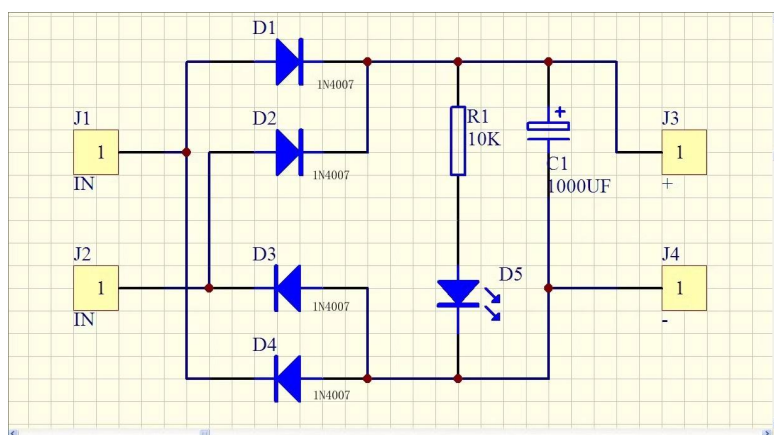 D1
1N4007
J1
1
IN
D2
1N4007
R1
10K
+
C1
1000UF
J3
1
+
J2
1
IN
D3
1N4007
D5
J4
1
-
D4
1N4007